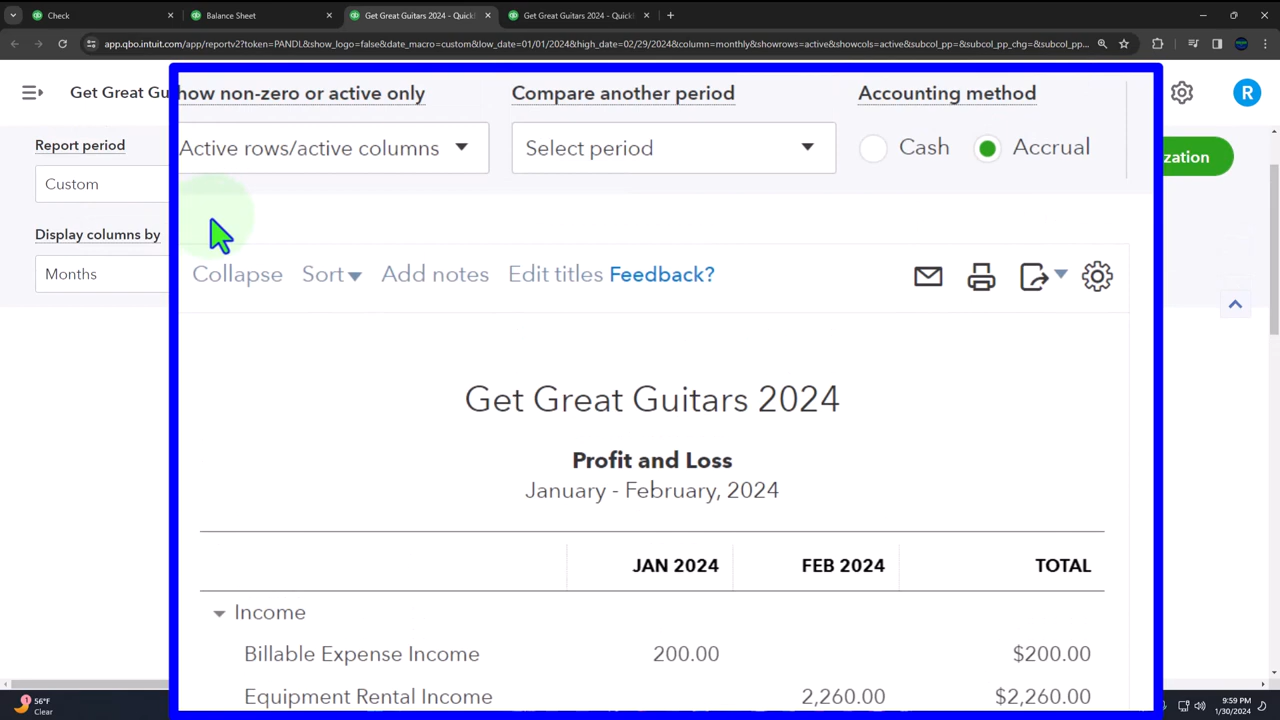 Check
Balance Sheet
Get Great Guitars 2024 - Quick
Get Great Guitars 2024 - Quick
app.qbo.intuit.com/app/reportv2?token=PANDL&show_logo=false&date_macro=custom&low_date=01/01/2024&high_date=02/29/2024&column=monthly&showrows=active&showcols=active&subcol_pp=&subcol_pp_chg=&subcol_pp...
Get Great Gu
how non-zero or active only
Compare another period
Accounting method
R
Report period
Active rows/active columns
Select period
Cash
Accrual
zation
Custom
Display columns by
Months
Collapse
Sort
Add notes
Edit titles
Feedback?
Get Great Guitars 2024
Profit and Loss
January - February, 2024
JAN 2024
FEB 2024
TOTAL
Income
Billable Expense Income
200.00
$200.00
Equipment Rental Income
2,260.00
$2,260.00
1
56°F
Clear
9:59 PM
1/30/2024